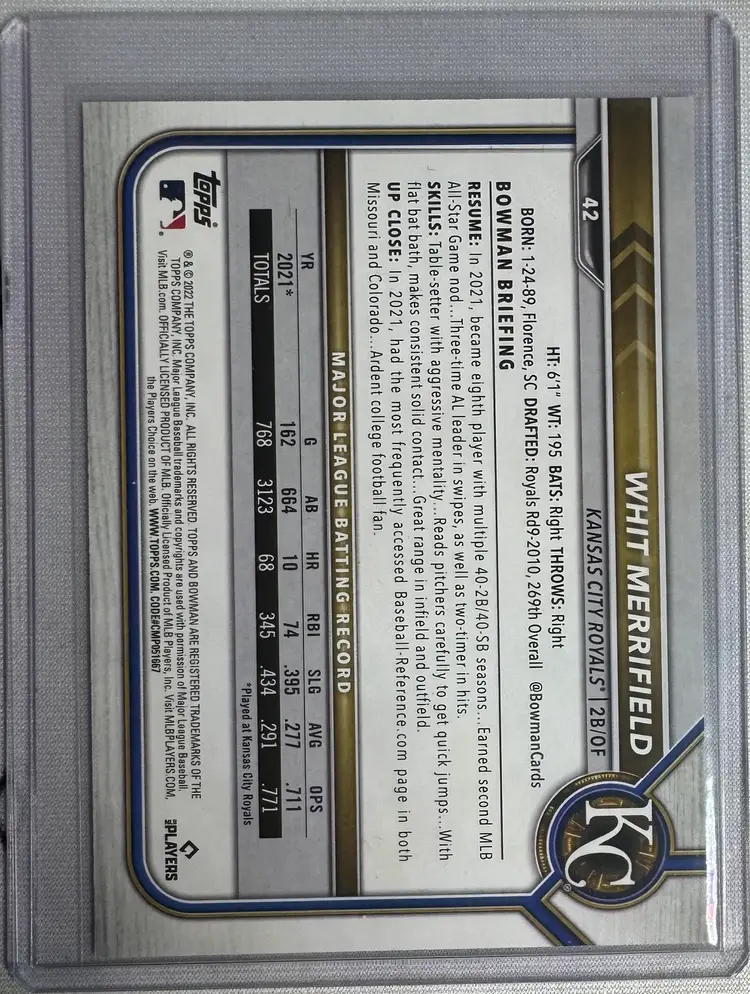 WHIT MERRIFIELD
KANSAS CITY ROYALS® | 2B/OF
KC
®
42
HT: 6'1" WT: 195 BATS: Right THROWS: Right
BORN: 1-24-89, Florence, SC DRAFTED: Royals Rd9-2010, 269th Overall @BowmanCards
BOWMAN BRIEFING
RESUME: In 2021, became eighth player with multiple 40-2B/40-SB seasons...Earned second MLB
All-Star Game nod...Three-time AL leader in swipes, as well as two-timer in hits.
SKILLS: Table-setter with aggressive mentality...Reads pitchers carefully to get quick jumps...With
flat bat bath, makes consistent solid contact...Great range in infield and outfield.
UP CLOSE: In 2021, had the most frequently accessed Baseball-Reference.com page in both
Missouri and Colorado...Ardent college football fan.
MAJOR LEAGUE BATTING RECORD
YR G AB HR RBI SLG AVG OPS
2021* 162 664 10 74 .395 .277 .711
TOTALS 768 3123 68 345 .434 .291 .771
*Played at Kansas City Royals
topps
® & © 2022 THE TOPPS COMPANY, INC. ALL RIGHTS RESERVED. TOPPS AND BOWMAN ARE REGISTERED TRADEMARKS OF THE
TOPPS COMPANY, INC. Major League Baseball trademarks and copyrights are used with permission of Major League Baseball.
Visit MLB.com. OFFICIALLY LICENSED PRODUCT OF MLB. Officially Licensed Product of MLB Players, Inc. Visit MLBPLAYERS.com,
the Players Choice on the web. WWW.TOPPS.COM. CODE#CMP051667
MLB PLAYERS